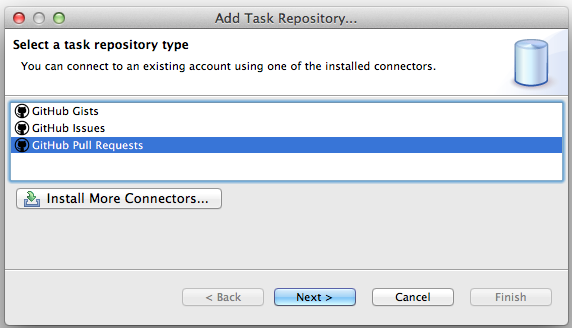 Add Task Repository...
Select a task repository type
You can connect to an existing account using one of the installed connectors.
GitHub Gists
GitHub Issues
GitHub Pull Requests
Install More Connectors...
< Back Next > Cancel Finish